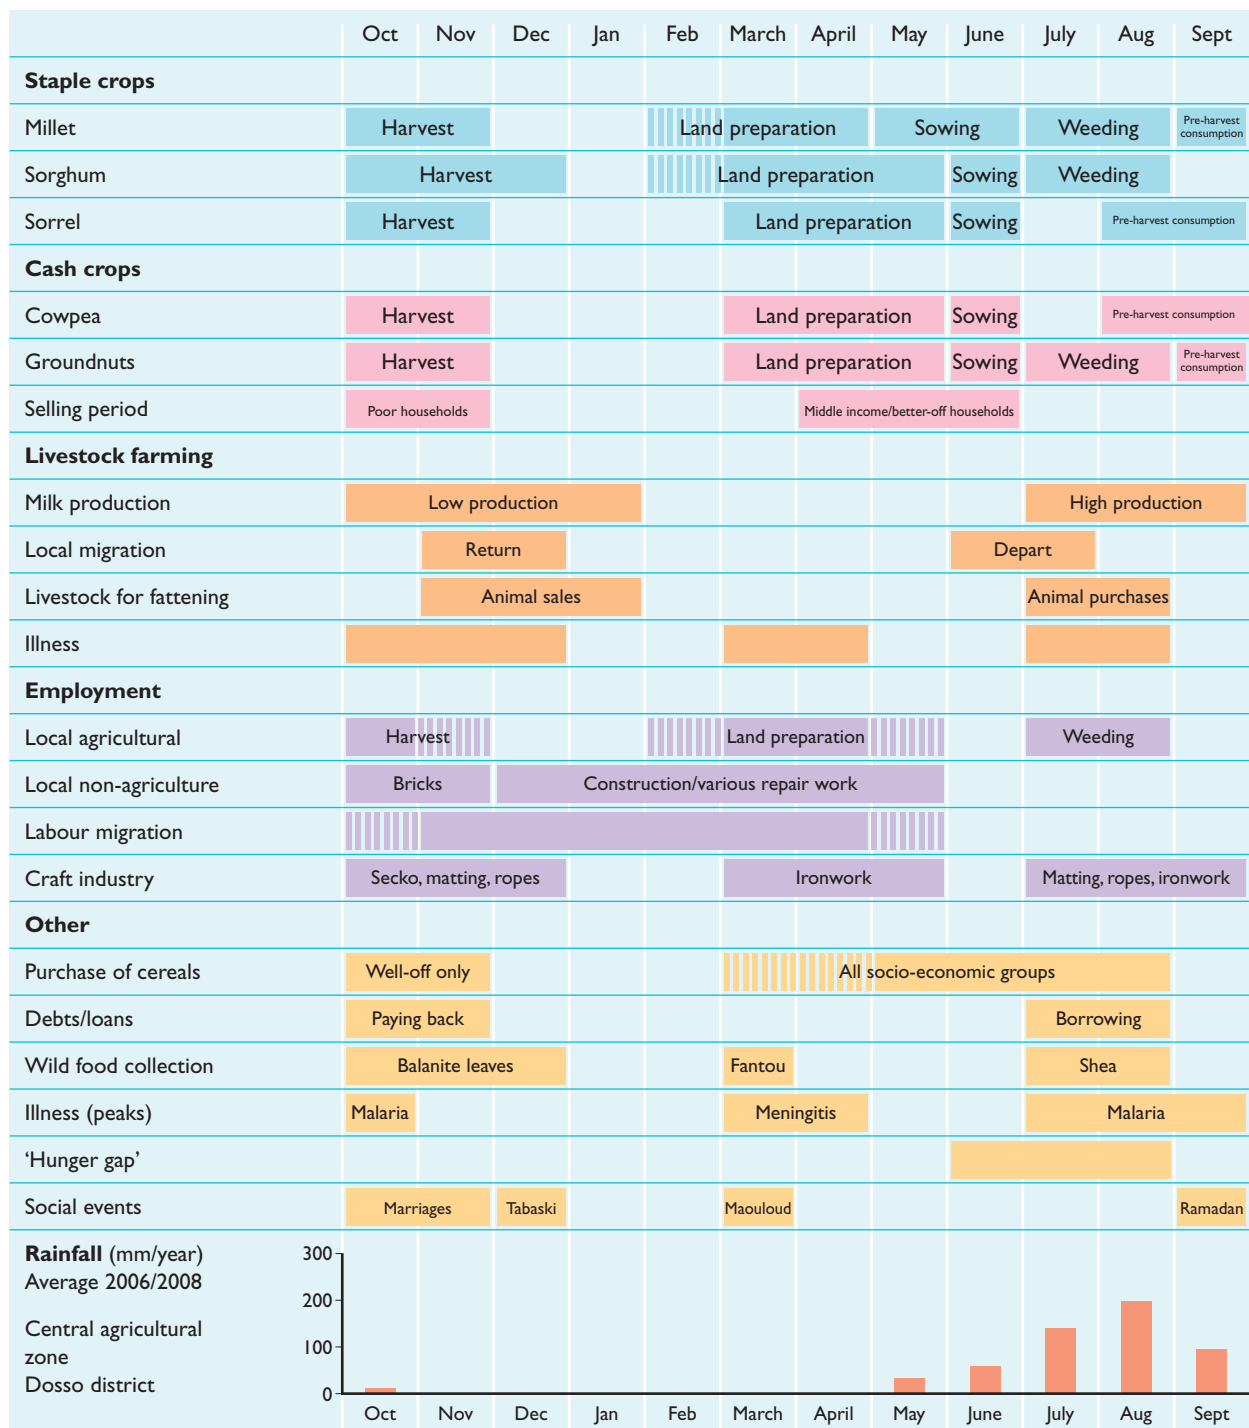 Oct Nov Dec Jan Feb March April May June July Aug Sept
Staple crops
Millet Harvest Land preparation Sowing Weeding Pre-harvest consumption
Sorghum Harvest Land preparation Sowing Weeding
Sorrel Harvest Land preparation Sowing Pre-harvest consumption
Cash crops
Cowpea Harvest Land preparation Sowing Pre-harvest consumption
Groundnuts Harvest Land preparation Sowing Weeding Pre-harvest consumption
Selling period Poor households Middle income/better-off households
Livestock farming
Milk production Low production High production
Local migration Return Depart
Livestock for fattening Animal sales Animal purchases
Illness
Employment
Local agricultural Harvest Land preparation Weeding
Local non-agriculture Bricks Construction/various repair work
Labour migration
Craft industry Secko, matting, ropes Ironwork Matting, ropes, ironwork
Other
Purchase of cereals Well-off only All socio-economic groups
Debts/loans Paying back Borrowing
Wild food collection Balanite leaves Fantou Shea
Illness (peaks) Malaria Meningitis Malaria
‘Hunger gap’
Social events Marriages Tabaski Maouloud Ramadan
Rainfall (mm/year) 300
Average 2006/2008
200
Central agricultural
100
zone
Dosso district
0
Oct Nov Dec Jan Feb March April May June July Aug Sept